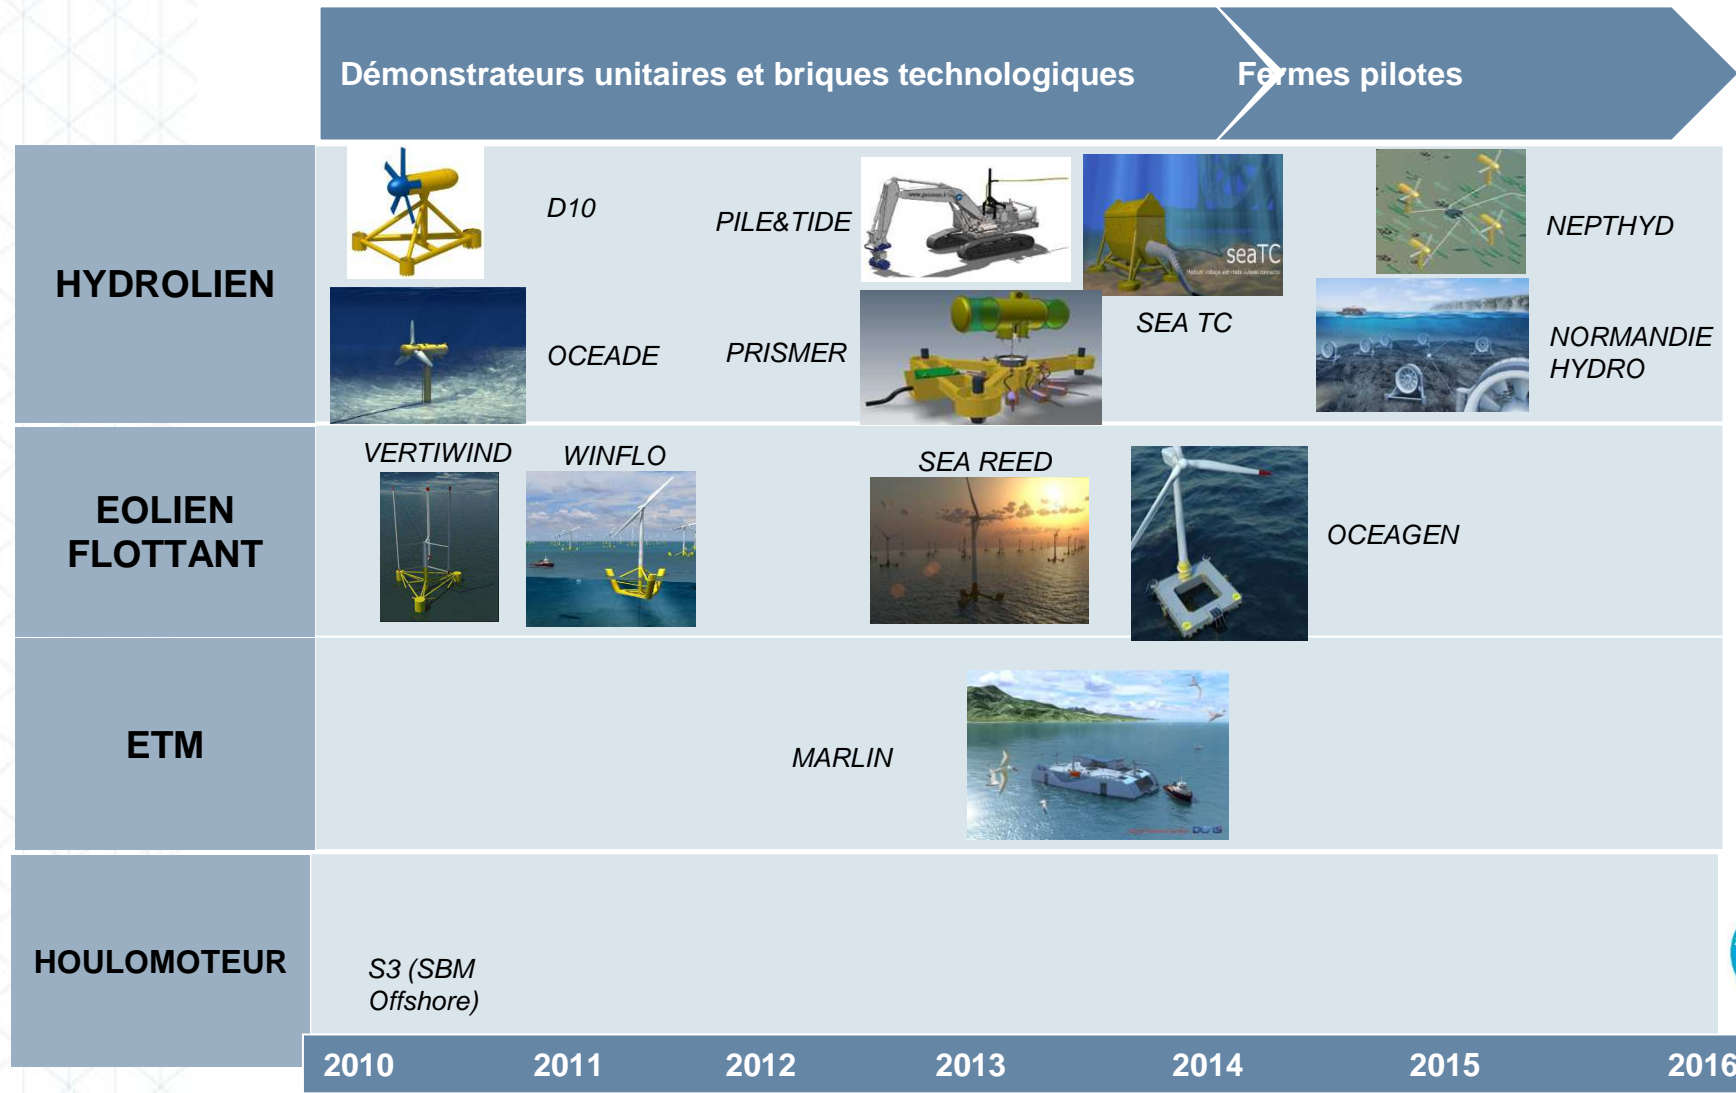 Démonstrateurs unitaires et briques technologiques
Fermes pilotes
HYDROLIEN
D10
PILE&TIDE
seaTC
NEPTHYD
OCEADE
PRISMER
SEA TC
NORMANDIE
HYDRO
EOLIEN
FLOTTANT
VERTIWIND
WINFLO
SEA REED
OCEAGEN
ETM
MARLIN
DCNS
HOULOMOTEUR
S3 (SBM
Offshore)
2010
2011
2012
2013
2014
2015
2016